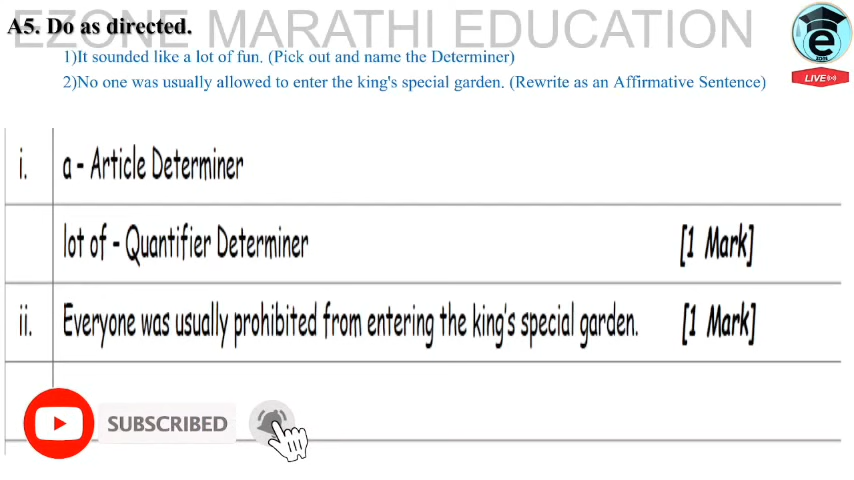 EZONE MARATHI EDUCATION
A5. Do as directed.
1)It sounded like a lot of fun. (Pick out and name the Determiner)
2)No one was usually allowed to enter the king's special garden. (Rewrite as an Affirmative Sentence)
e
EZONE
LIVE
i. a - Article Determiner
lot of - Quantifier Determiner [1 Mark]
ii. Everyone was usually prohibited from entering the king's special garden. [1 Mark]
SUBSCRIBED